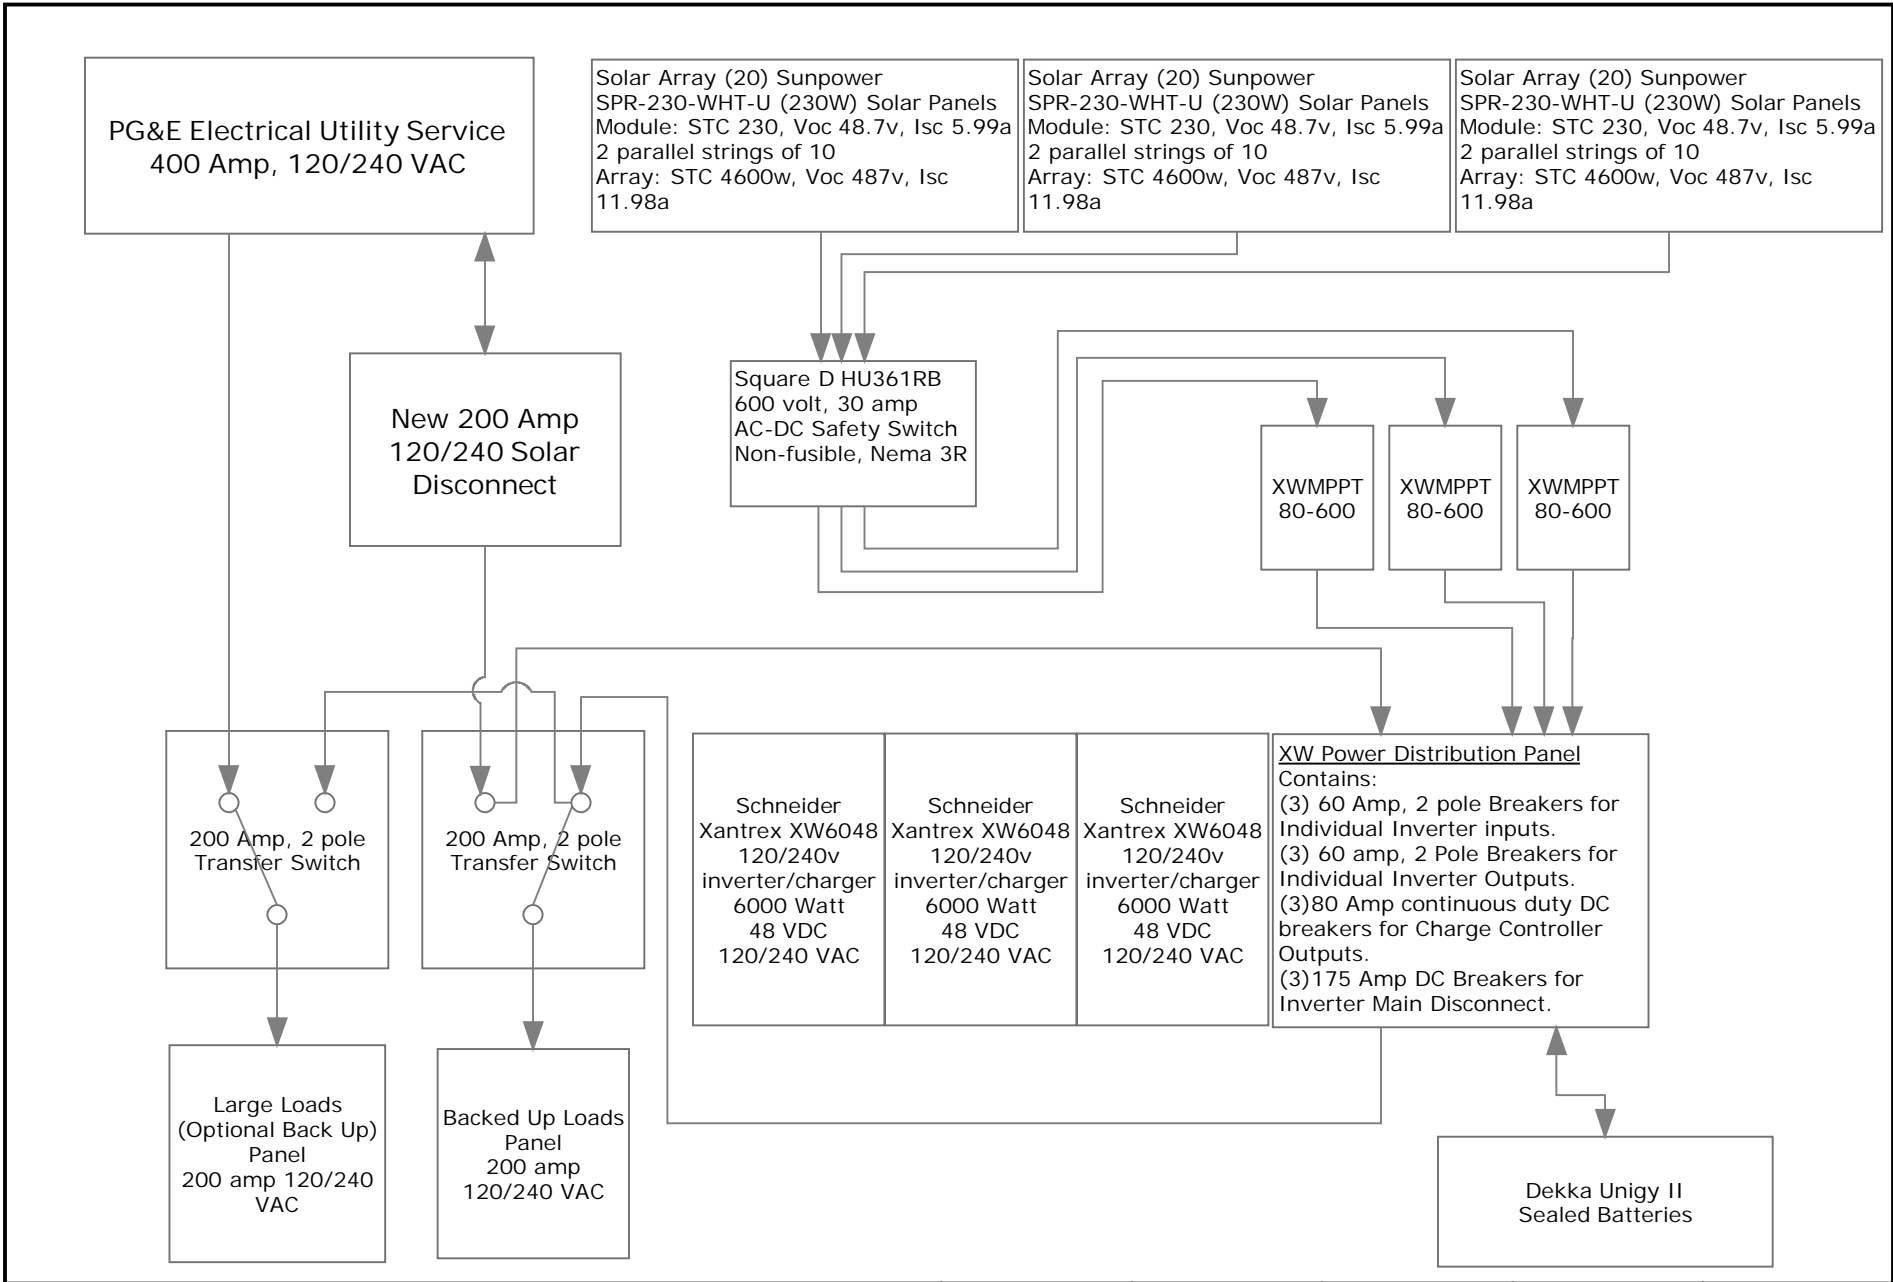 PG&E Electrical Utility Service
400 Amp, 120/240 VAC
Solar Array (20) Sunpower
SPR-230-WHT-U (230W) Solar Panels
Module: STC 230, Voc 48.7v, Isc 5.99a
2 parallel strings of 10
Array: STC 4600w, Voc 487v, Isc
11.98a
Solar Array (20) Sunpower
SPR-230-WHT-U (230W) Solar Panels
Module: STC 230, Voc 48.7v, Isc 5.99a
2 parallel strings of 10
Array: STC 4600w, Voc 487v, Isc
11.98a
Solar Array (20) Sunpower
SPR-230-WHT-U (230W) Solar Panels
Module: STC 230, Voc 48.7v, Isc 5.99a
2 parallel strings of 10
Array: STC 4600w, Voc 487v, Isc
11.98a
New 200 Amp
120/240 Solar
Disconnect
Square D HU361RB
600 volt, 30 amp
AC-DC Safety Switch
Non-fusible, Nema 3R
XWMPPT
80-600
XWMPPT
80-600
XWMPPT
80-600
200 Amp, 2 pole
Transfer Switch
200 Amp, 2 pole
Transfer Switch
Schneider
Xantrex XW6048
120/240v
inverter/charger
6000 Watt
48 VDC
120/240 VAC
Schneider
Xantrex XW6048
120/240v
inverter/charger
6000 Watt
48 VDC
120/240 VAC
Schneider
Xantrex XW6048
120/240v
inverter/charger
6000 Watt
48 VDC
120/240 VAC
XW Power Distribution Panel
Contains:
(3) 60 Amp, 2 pole Breakers for
Individual Inverter inputs.
(3) 60 amp, 2 Pole Breakers for
Individual Inverter Outputs.
(3)80 Amp continuous duty DC
breakers for Charge Controller
Outputs.
(3)175 Amp DC Breakers for
Inverter Main Disconnect.
Large Loads
(Optional Back Up)
Panel
200 amp 120/240
VAC
Backed Up Loads
Panel
200 amp
120/240 VAC
Dekka Unigy II
Sealed Batteries